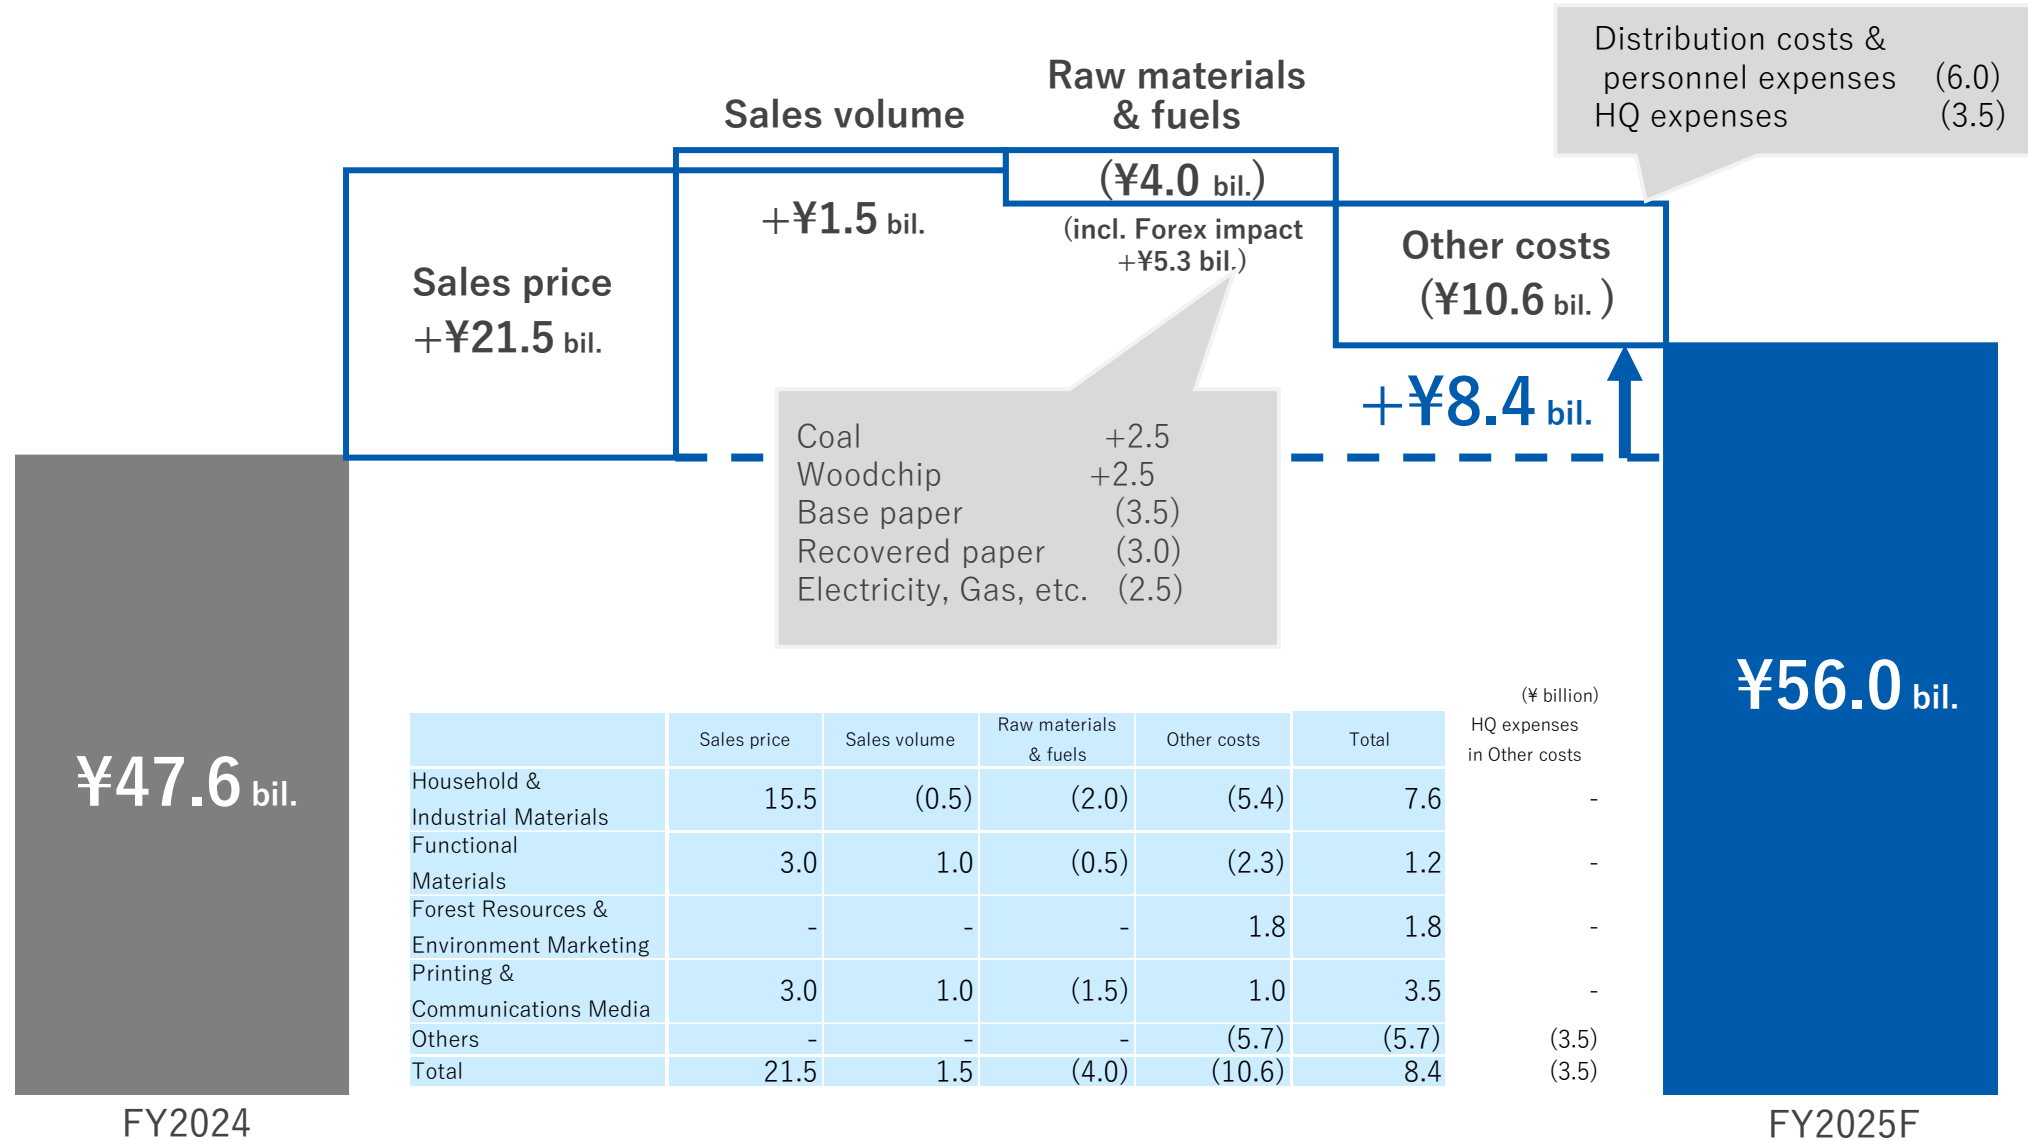 Distribution costs &
personnel expenses (6.0)
HQ expenses (3.5)
Raw materials
& fuels
Sales volume
(¥4.0 bil.)
+¥1.5 bil.
(incl. Forex impact
+¥5.3 bil.)
Other costs
(¥10.6 bil. )
Sales price
+¥21.5 bil.
+¥8.4 bil.
Coal +2.5
Woodchip +2.5
Base paper (3.5)
Recovered paper (3.0)
Electricity, Gas, etc. (2.5)
¥47.6 bil.
¥56.0 bil.
(¥ billion)
Sales price Sales volume Raw materials & fuels Other costs Total HQ expenses in Other costs
Household &
Industrial Materials 15.5 (0.5) (2.0) (5.4) 7.6 -
Functional
Materials 3.0 1.0 (0.5) (2.3) 1.2 -
Forest Resources &
Environment Marketing - - - 1.8 1.8 -
Printing &
Communications Media 3.0 1.0 (1.5) 1.0 3.5 -
Others - - - (5.7) (5.7) (3.5)
Total 21.5 1.5 (4.0) (10.6) 8.4 (3.5)
FY2024
FY2025F